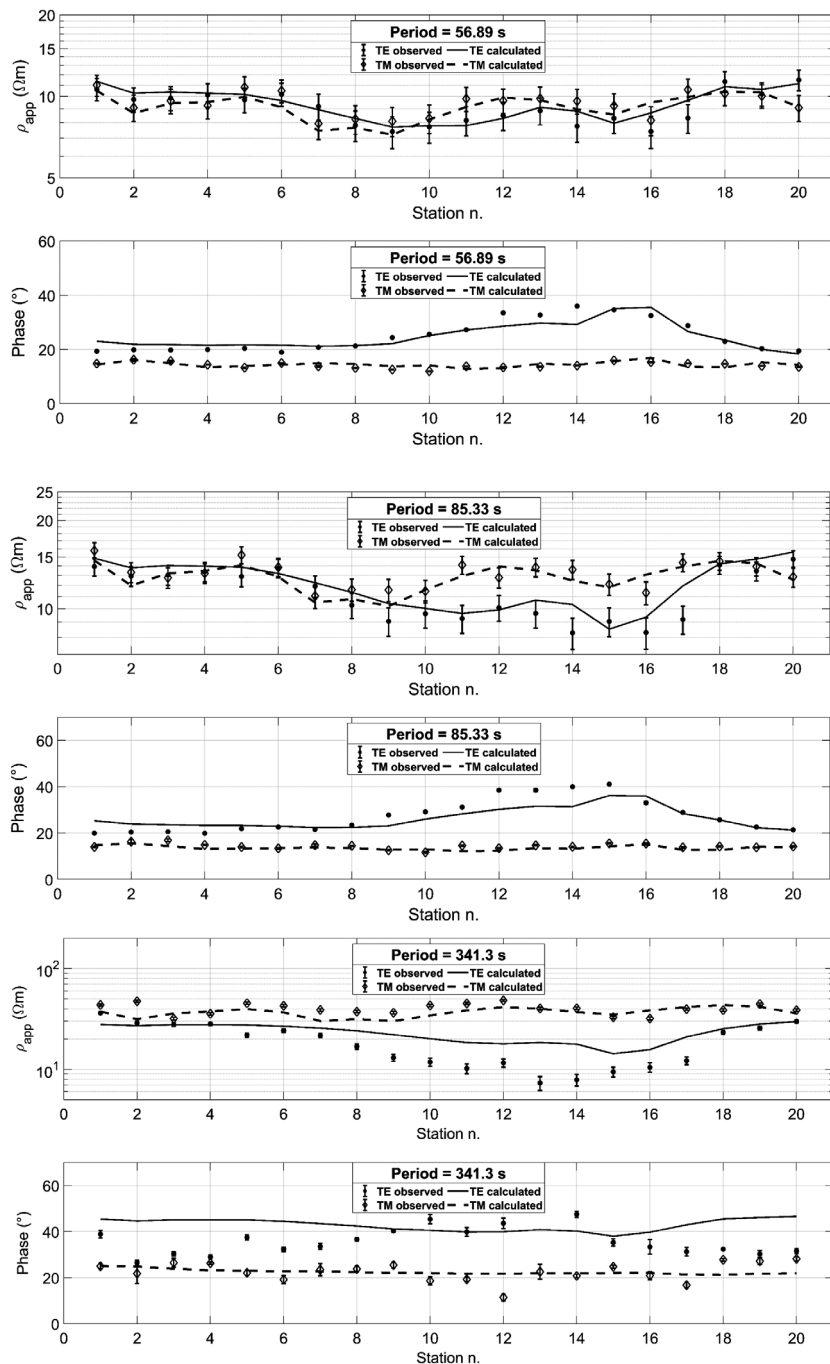 20
15
10
5
ρapp (Ωm)
Period = 56.89 s
TE observed TE calculated
TM observed TM calculated
0 2 4 6 8 10 12 14 16 18 20
Station n.
60
40
20
0
Phase (°)
Period = 56.89 s
TE observed TE calculated
TM observed TM calculated
0 2 4 6 8 10 12 14 16 18 20
Station n.
25
20
15
10
ρapp (Ωm)
Period = 85.33 s
TE observed TE calculated
TM observed TM calculated
0 2 4 6 8 10 12 14 16 18 20
Station n.
60
40
20
0
Phase (°)
Period = 85.33 s
TE observed TE calculated
TM observed TM calculated
0 2 4 6 8 10 12 14 16 18 20
Station n.
10²
10¹
ρapp (Ωm)
Period = 341.3 s
TE observed TE calculated
TM observed TM calculated
0 2 4 6 8 10 12 14 16 18 20
Station n.
60
40
20
0
Phase (°)
Period = 341.3 s
TE observed TE calculated
TM observed TM calculated
0 2 4 6 8 10 12 14 16 18 20
Station n.